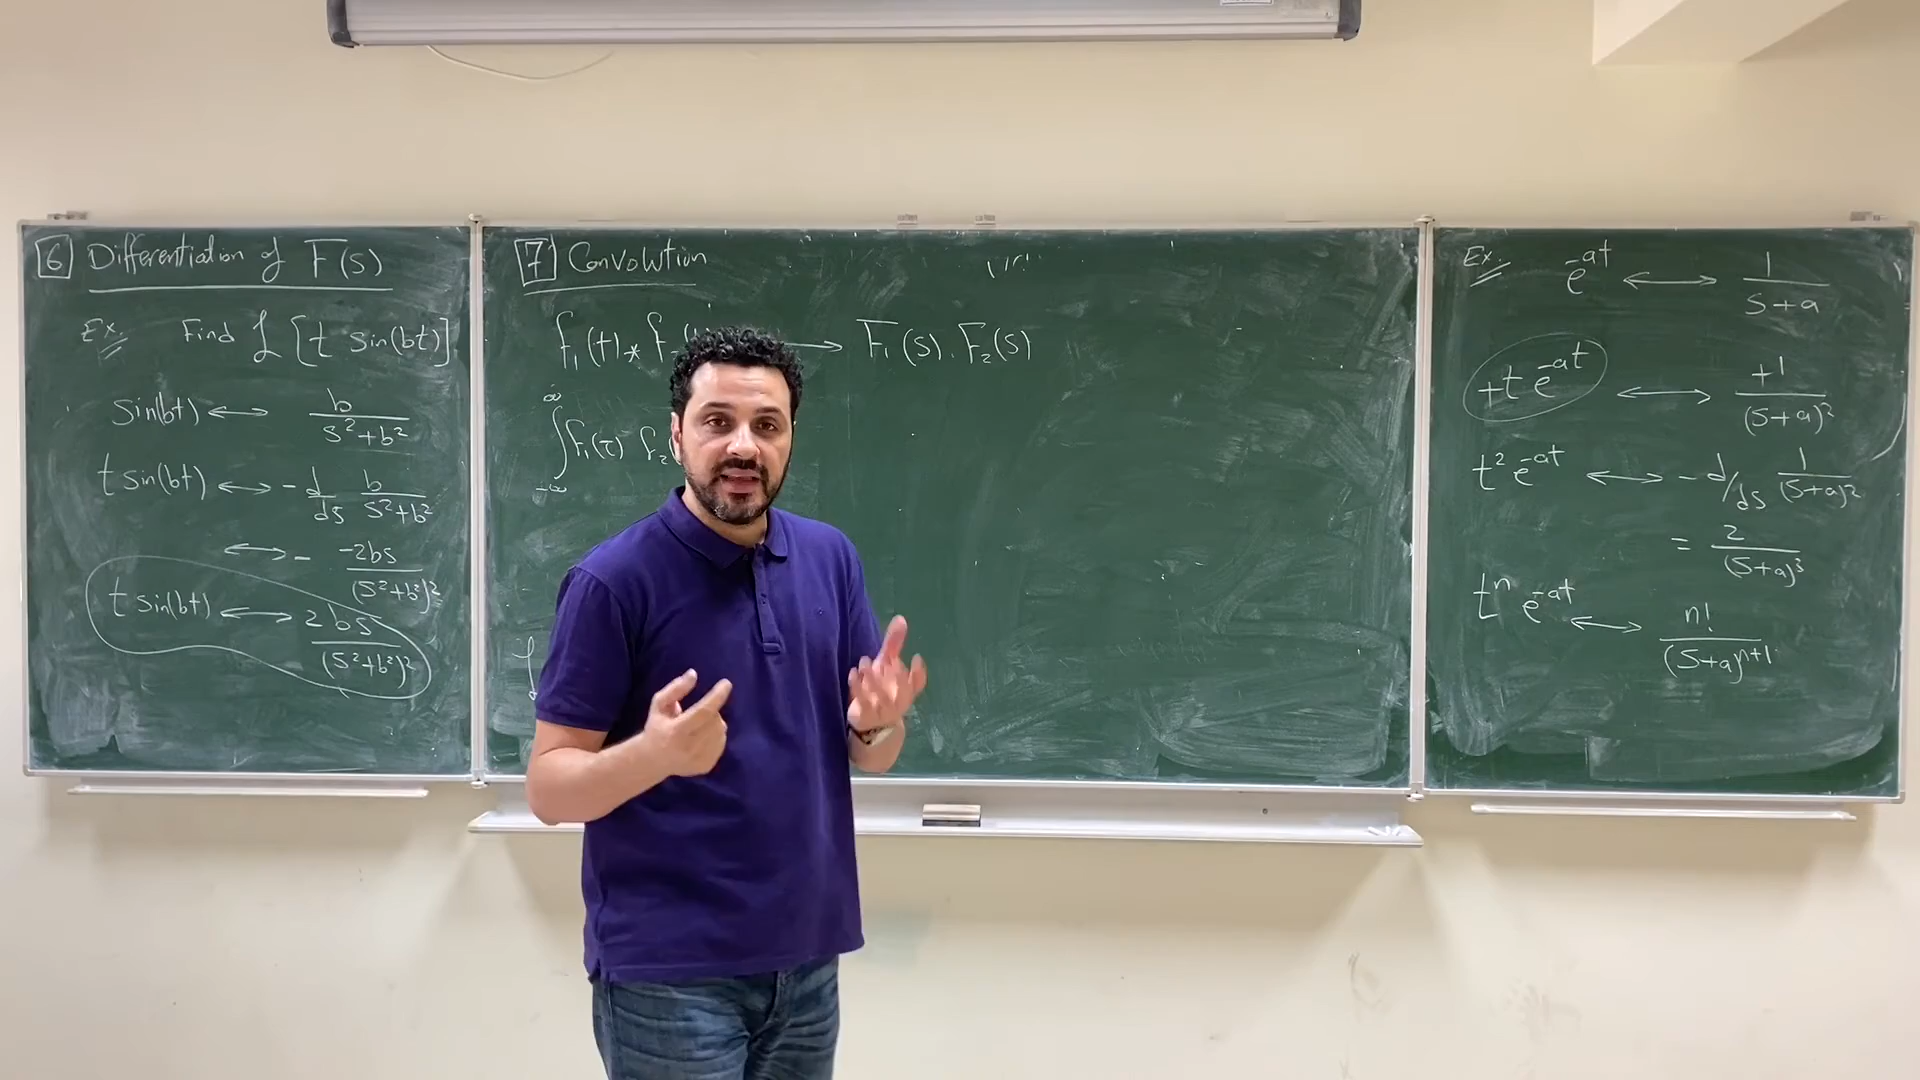 6 Differentiation of F(s)
Ex. Find ℒ [t sin(bt)]
sin(bt) ↔ b / (s²+b²)
t sin(bt) ↔ - d/ds b / (s²+b²)
↔ - -2bs / (s²+b²)²
t sin(bt) ↔ 2bs / (s²+b²)²
7 Convolution
f₁(t) * f₂ → F₁(s) . F₂(s)
∫ f₁(τ) f₂
∞
-∞
ℒ
Ex. e^-at ↔ 1 / (s+a)
+t e^-at ↔ +1 / (s+a)²
t² e^-at ↔ - d/ds 1 / (s+a)²
= 2 / (s+a)³
tⁿ e^-at ↔ n! / (s+a)^n+1